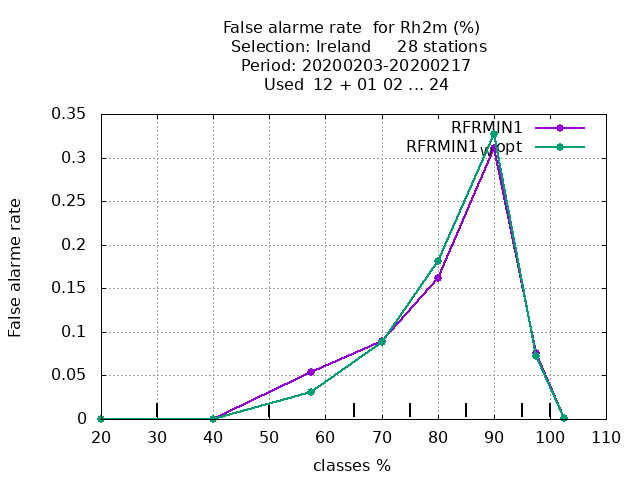 False alarme rate  for Rh2m (%)
Selection: Ireland     28 stations
Period: 20200203-20200217
Used  12 + 01 02 ... 24
RFRMIN1
RFRMIN1wopt
False alarme rate
0.35
0.3
0.25
0.2
0.15
0.1
0.05
0
20 30 40 50 60 70 80 90 100 110
classes %